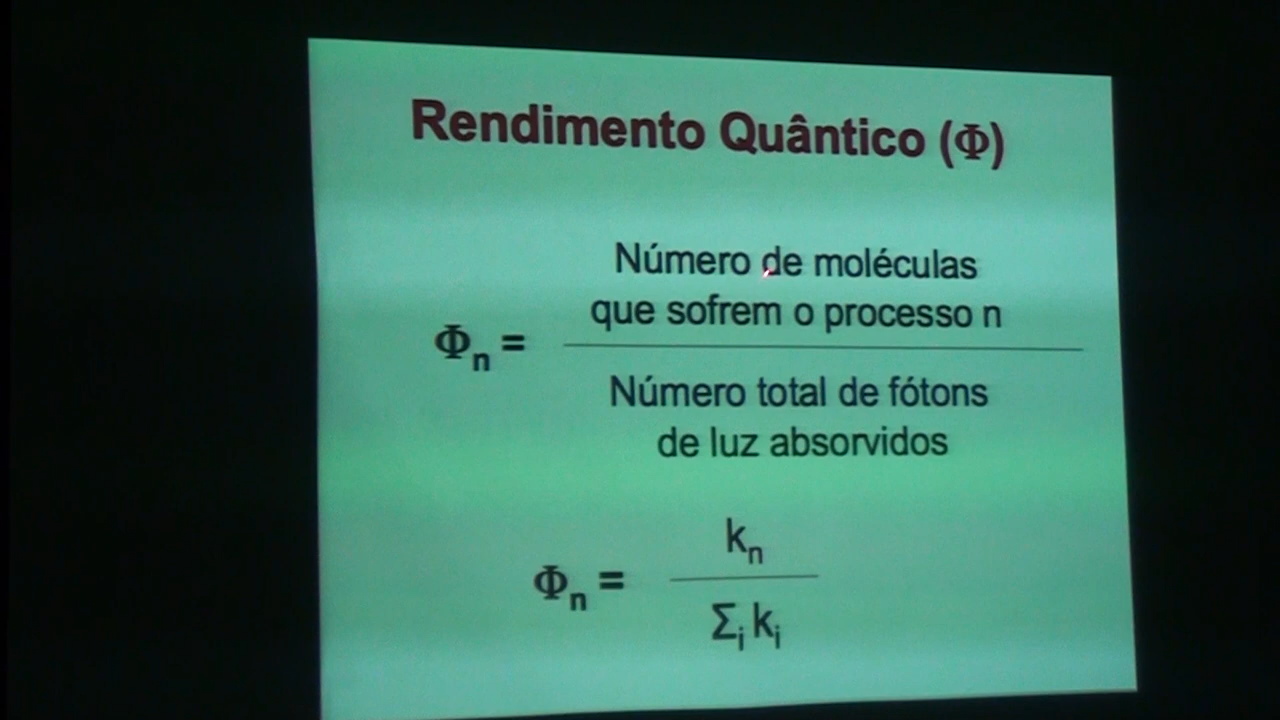 Rendimento Quântico (Φ)
Número de moléculas
que sofrem o processo n
Φn =
Número total de fótons
de luz absorvidos
kn
Φn =
Σi ki